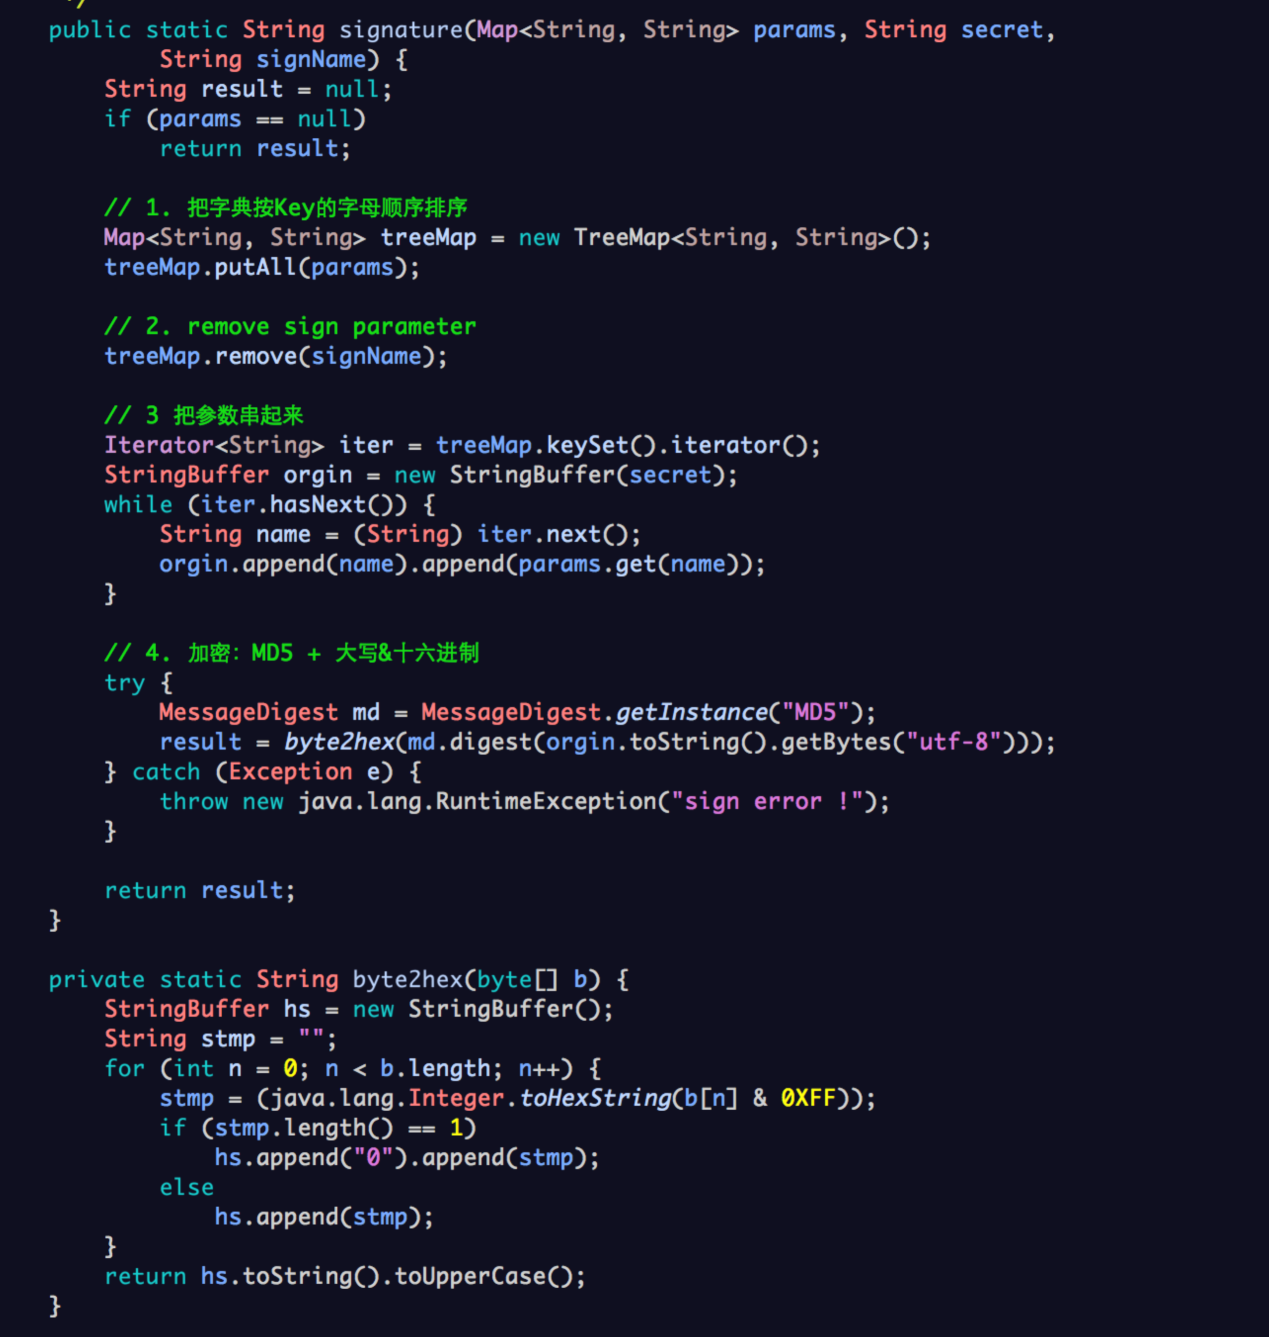 */
public static String signature(Map<String, String> params, String secret,
String signName) {
String result = null;
if (params == null)
return result;
// 1. 把字典按Key的字母顺序排序
Map<String, String> treeMap = new TreeMap<String, String>();
treeMap.putAll(params);
// 2. remove sign parameter
treeMap.remove(signName);
// 3 把参数串起来
Iterator<String> iter = treeMap.keySet().iterator();
StringBuffer orgin = new StringBuffer(secret);
while (iter.hasNext()) {
String name = (String) iter.next();
orgin.append(name).append(params.get(name));
}
// 4. 加密：MD5 + 大写&十六进制
try {
MessageDigest md = MessageDigest.getInstance("MD5");
result = byte2hex(md.digest(orgin.toString().getBytes("utf-8")));
} catch (Exception e) {
throw new java.lang.RuntimeException("sign error !");
}
return result;
}
private static String byte2hex(byte[] b) {
StringBuffer hs = new StringBuffer();
String stmp = "";
for (int n = 0; n < b.length; n++) {
stmp = (java.lang.Integer.toHexString(b[n] & 0XFF));
if (stmp.length() == 1)
hs.append("0").append(stmp);
else
hs.append(stmp);
}
return hs.toString().toUpperCase();
}